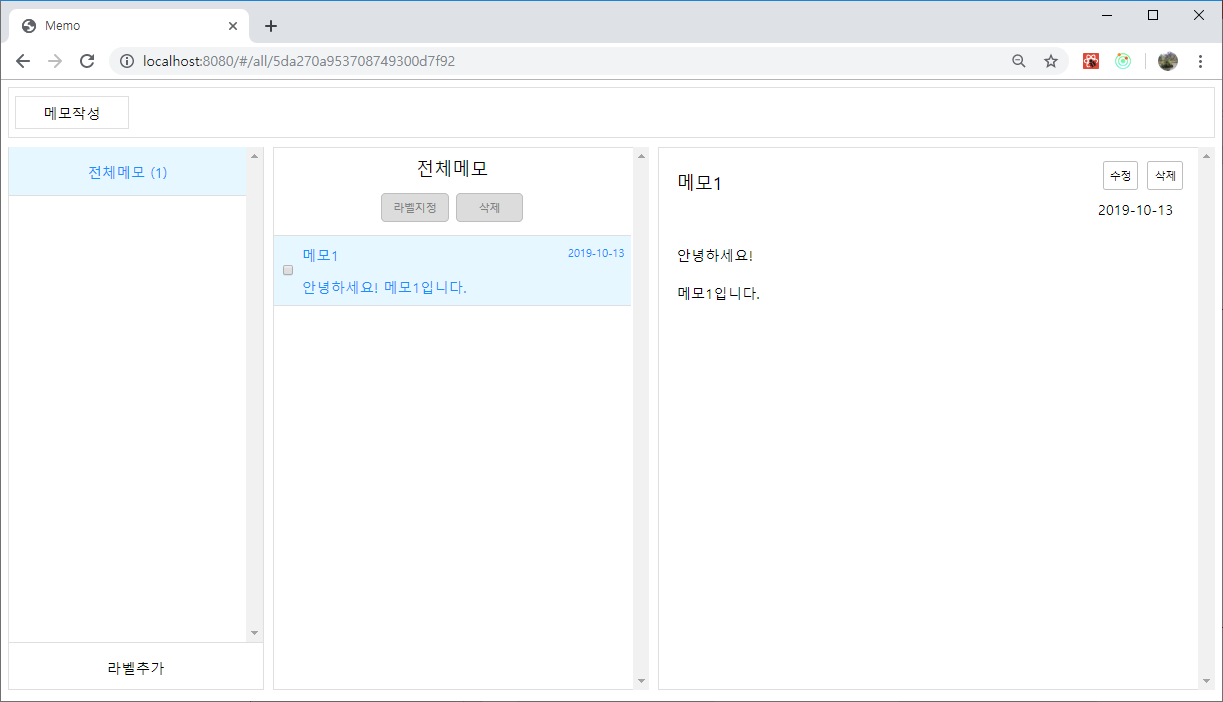 Memo
localhost:8080/#/all/5da270a953708749300d7f92
메모작성
전체메모 (1)
라벨추가
전체메모
라벨지정 삭제
메모1 2019-10-13
안녕하세요! 메모1입니다.
메모1 수정 삭제
2019-10-13
안녕하세요!
메모1입니다.